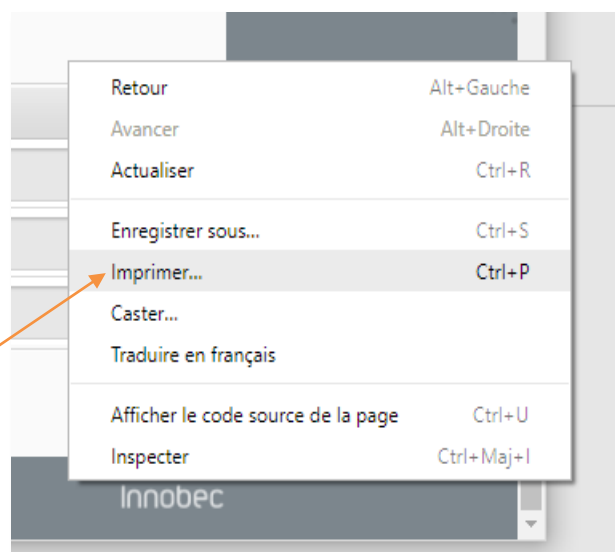 Retour Alt+Gauche
Avancer Alt+Droite
Actualiser Ctrl+R
Enregistrer sous... Ctrl+S
Imprimer... Ctrl+P
Caster...
Traduire en français
Afficher le code source de la page Ctrl+U
Inspecter Ctrl+Maj+I
Innobec